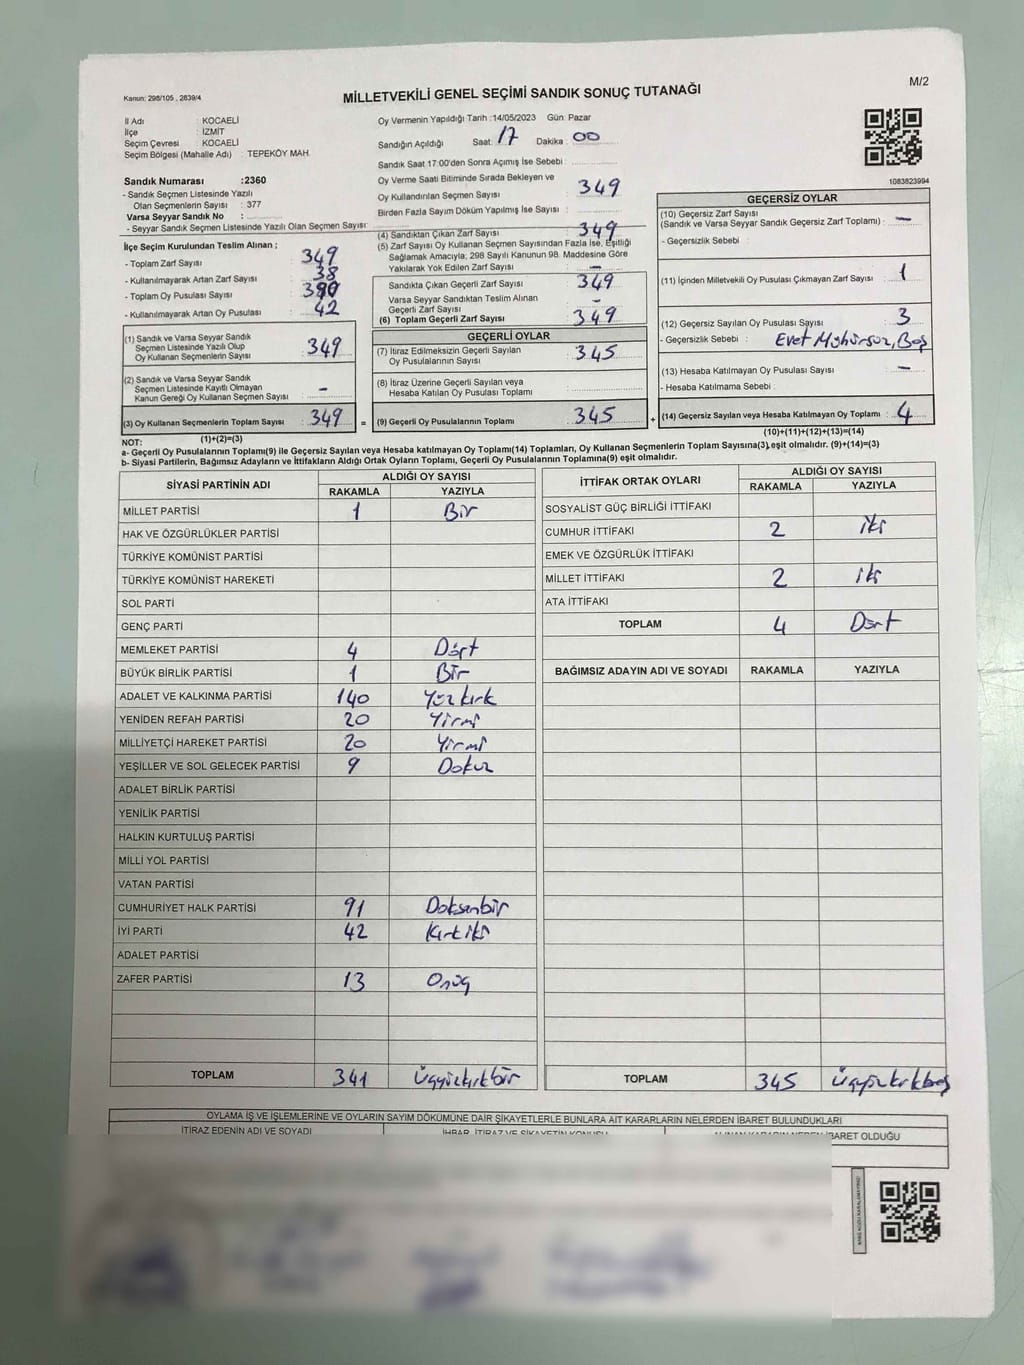 M/2
Kanun: 298/105 , 2839/4
MİLLETVEKİLİ GENEL SEÇİMİ SANDIK SONUÇ TUTANAĞI
İl Adı : KOCAELİ
İlçe : İZMİT
Seçim Çevresi : KOCAELİ
Seçim Bölgesi (Mahalle Adı) : TEPEKÖY MAH.
Sandık Numarası :2360
- Sandık Seçmen Listesinde Yazılı
Olan Seçmenlerin Sayısı : 377
Varsa Seyyar Sandık No :
- Seyyar Sandık Seçmen Listesinde Yazılı Olan Seçmen Sayısı:
İlçe Seçim Kurulundan Teslim Alınan ;
- Toplam Zarf Sayısı : 349
- Kullanılmayarak Artan Zarf Sayısı : 38
- Toplam Oy Pusulası Sayısı :
- Kullanılmayarak Artan Oy Pusulası : 42
(1) Sandık ve Varsa Seyyar Sandık
Seçmen Listesinde Yazılı Olup
Oy Kullanan Seçmenlerin Sayısı : 349
(2) Sandık ve Varsa Seyyar Sandık
Seçmen Listesinde Kayıtlı Olmayan
Kanun Gereği Oy Kullanan Seçmen Sayısı : -
(3) Oy Kullanan Seçmenlerin Toplam Sayısı : 349
(1)+(2)=(3)
Oy Vermenin Yapıldığı Tarih :14/05/2023 Gün: Pazar
Sandığın Açıldığı Saat: 17 Dakika : 00
Sandık Saat 17:00'den Sonra Açımış İse Sebebi :
Oy Verme Saati Bitiminde Sırada Bekleyen ve
Oy Kullandırılan Seçmen Sayısı : 349
Birden Fazla Sayım Döküm Yapılmış İse Sayısı :
(4) Sandıktan Çıkan Zarf Sayısı : 349
(5) Zarf Sayısı Oy Kullanan Seçmen Sayısından Fazla İse, Eşitliği
Sağlamak Amacıyla, 298 Sayılı Kanunun 98. Maddesine Göre
Yakılarak Yok Edilen Zarf Sayısı : -
Sandıkta Çıkan Geçerli Zarf Sayısı : 349
Varsa Seyyar Sandıktan Teslim Alınan
Geçerli Zarf Sayısı : -
(6) Toplam Geçerli Zarf Sayısı : 349
GEÇERLİ OYLAR
(7) İtiraz Edilmeksizin Geçerli Sayılan
Oy Pusulalarının Sayısı : 345
(8) İtiraz Üzerine Geçerli Sayılan veya
Hesaba Katılan Oy Pusulası Toplamı :
= (9) Geçerli Oy Pusulalarının Toplamı : 345 +
1083823994
GEÇERSİZ OYLAR
(10) Geçersiz Zarf Sayısı
(Sandık ve Varsa Seyyar Sandık Geçersiz Zarf Toplamı) : -
- Geçersizlik Sebebi :
(11) İçinden Milletvekili Oy Pusulası Çıkmayan Zarf Sayısı : 1
(12) Geçersiz Sayılan Oy Pusulası Sayısı : 3
- Geçersizlik Sebebi : Evet Mühürsüz, Boş
(13) Hesaba Katılmayan Oy Pusulası Sayısı : -
- Hesaba Katılmama Sebebi :
(14) Geçersiz Sayılan veya Hesaba Katılmayan Oy Toplamı : 4
(10)+(11)+(12)+(13)=(14)
NOT:
a- Geçerli Oy Pusulalarının Toplamı(9) ile Geçersiz Sayılan veya Hesaba katılmayan Oy Toplamı(14) Toplamları, Oy Kullanan Seçmenlerin Toplam Sayısına(3),eşit olmalıdır. (9)+(14)=(3)
b- Siyasi Partilerin, Bağımsız Adayların ve İttifakların Aldığı Ortak Oyların Toplamı, Geçerli Oy Pusulalarının Toplamına(9) eşit olmalıdır.
SİYASİ PARTİNİN ADI ALDIĞI OY SAYISI
RAKAMLA YAZIYLA
MİLLET PARTİSİ 1 Bir
HAK VE ÖZGÜRLÜKLER PARTİSİ
TÜRKİYE KOMÜNİST PARTİSİ
TÜRKİYE KOMÜNİST HAREKETİ
SOL PARTİ
GENÇ PARTİ
MEMLEKET PARTİSİ 4 Dört
BÜYÜK BİRLİK PARTİSİ 1 Bir
ADALET VE KALKINMA PARTİSİ 140 Yüzkırk
YENİDEN REFAH PARTİSİ 20 Yirmi
MİLLİYETÇİ HAREKET PARTİSİ 20 Yirmi
YEŞİLLER VE SOL GELECEK PARTİSİ 9 Dokuz
ADALET BİRLİK PARTİSİ
YENİLİK PARTİSİ
HALKIN KURTULUŞ PARTİSİ
MİLLİ YOL PARTİSİ
VATAN PARTİSİ
CUMHURİYET HALK PARTİSİ 91 Doksanbir
İYİ PARTİ 42 Kırkiki
ADALET PARTİSİ
ZAFER PARTİSİ 13 Onüç
TOPLAM 341 Üçyüzkırkbir
İTTİFAK ORTAK OYLARI ALDIĞI OY SAYISI
RAKAMLA YAZIYLA
SOSYALİST GÜÇ BİRLİĞİ İTTİFAKI
CUMHUR İTTİFAKI 2 iki
EMEK VE ÖZGÜRLÜK İTTİFAKI
MİLLET İTTİFAKI 2 iki
ATA İTTİFAKI
TOPLAM 4 Dört
BAĞIMSIZ ADAYIN ADI VE SOYADI RAKAMLA YAZIYLA
TOPLAM 345 Üçyüzkırkbeş
OYLAMA İŞ VE İŞLEMLERİNE VE OYLARIN SAYIM DÖKÜMÜNE DAİR ŞİKAYETLERLE BUNLARA AİT KARARLARIN NELERDEN İBARET BULUNDUKLARI
İTİRAZ EDENİN ADI VE SOYADI İHBAR, İTİRAZ VE ŞİKAYETİN KONUSU İBARET OLDUĞU